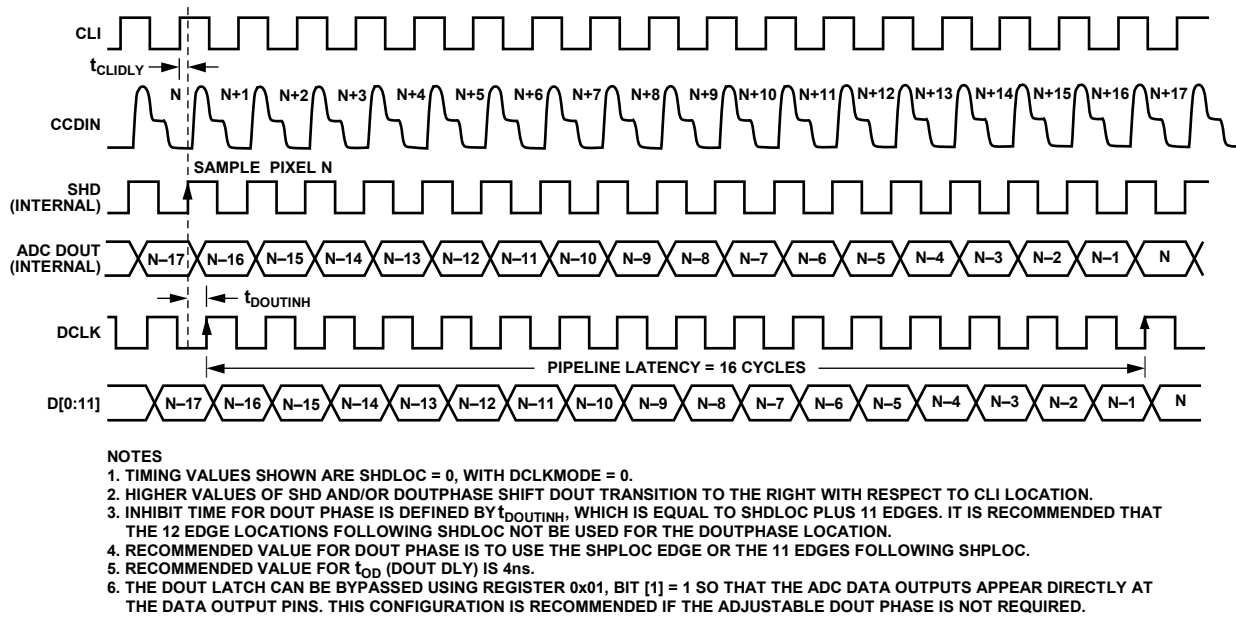 CLI
tCLIDLY
N N+1 N+2 N+3 N+4 N+5 N+6 N+7 N+8 N+9 N+10 N+11 N+12 N+13 N+14 N+15 N+16 N+17
CCDIN
SAMPLE PIXEL N
SHD
(INTERNAL)
ADC DOUT
(INTERNAL)
N–17 N–16 N–15 N–14 N–13 N–12 N–11 N–10 N–9 N–8 N–7 N–6 N–5 N–4 N–3 N–2 N–1 N
tDOUTINH
DCLK
PIPELINE LATENCY = 16 CYCLES
D[0:11]
N–17 N–16 N–15 N–14 N–13 N–12 N–11 N–10 N–9 N–8 N–7 N–6 N–5 N–4 N–3 N–2 N–1 N
NOTES
1. TIMING VALUES SHOWN ARE SHDLOC = 0, WITH DCLKMODE = 0.
2. HIGHER VALUES OF SHD AND/OR DOUTPHASE SHIFT DOUT TRANSITION TO THE RIGHT WITH RESPECT TO CLI LOCATION.
3. INHIBIT TIME FOR DOUT PHASE IS DEFINED BY tDOUTINH, WHICH IS EQUAL TO SHDLOC PLUS 11 EDGES. IT IS RECOMMENDED THAT
THE 12 EDGE LOCATIONS FOLLOWING SHDLOC NOT BE USED FOR THE DOUTPHASE LOCATION.
4. RECOMMENDED VALUE FOR DOUT PHASE IS TO USE THE SHPLOC EDGE OR THE 11 EDGES FOLLOWING SHPLOC.
5. RECOMMENDED VALUE FOR tOD (DOUT DLY) IS 4ns.
6. THE DOUT LATCH CAN BE BYPASSED USING REGISTER 0x01, BIT [1] = 1 SO THAT THE ADC DATA OUTPUTS APPEAR DIRECTLY AT
THE DATA OUTPUT PINS. THIS CONFIGURATION IS RECOMMENDED IF THE ADJUSTABLE DOUT PHASE IS NOT REQUIRED.